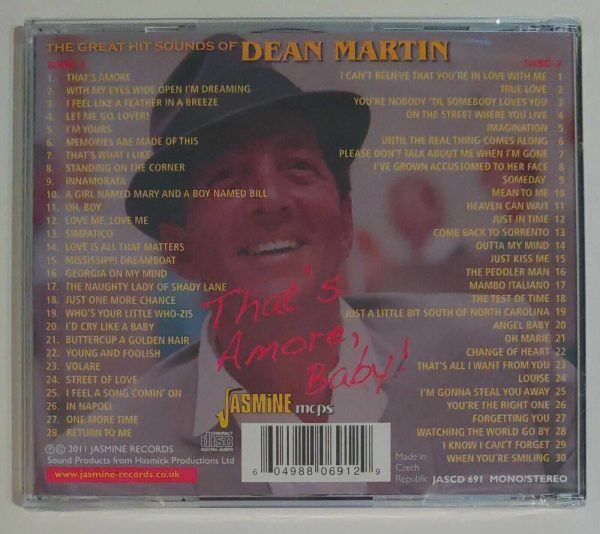 THE GREAT HIT SOUNDS OF DEAN MARTIN
DISC 1
1. THAT'S AMORE
2. WITH MY EYES WIDE OPEN I'M DREAMING
3. I FEEL LIKE A FEATHER IN A BREEZE
4. LET ME GO, LOVER!
5. I'M YOURS
6. MEMORIES ARE MADE OF THIS
7. THAT'S WHAT I LIKE
8. STANDING ON THE CORNER
9. INNAMORATA
10. A GIRL NAMED MARY AND A BOY NAMED BILL
11. OH, BOY
12. LOVE ME, LOVE ME
13. SIMPATICO
14. LOVE IS ALL THAT MATTERS
15. MISSISSIPPI DREAMBOAT
16. GEORGIA ON MY MIND
17. THE NAUGHTY LADY OF SHADY LANE
18. JUST ONE MORE CHANCE
19. WHO'S YOUR LITTLE WHO-ZIS
20. I'D CRY LIKE A BABY
21. BUTTERCUP A GOLDEN HAIR
22. YOUNG AND FOOLISH
23. VOLARE
24. STREET OF LOVE
25. I FEEL A SONG COMIN' ON
26. IN NAPOLI
27. ONE MORE TIME
28. RETURN TO ME
DISC 2
I CAN'T BELIEVE THAT YOU'RE IN LOVE WITH ME 1
TRUE LOVE 2
YOU'RE NOBODY 'TIL SOMEBODY LOVES YOU 3
ON THE STREET WHERE YOU LIVE 4
IMAGINATION 5
UNTIL THE REAL THING COMES ALONG 6
PLEASE DON'T TALK ABOUT ME WHEN I'M GONE 7
I'VE GROWN ACCUSTOMED TO HER FACE 8
SOMEDAY 9
MEAN TO ME 10
HEAVEN CAN WAIT 11
JUST IN TIME 12
COME BACK TO SORRENTO 13
OUTTA MY MIND 14
JUST KISS ME 15
THE PEDDLER MAN 16
MAMBO ITALIANO 17
THE TEST OF TIME 18
JUST A LITTLE BIT SOUTH OF NORTH CAROLINA 19
ANGEL BABY 20
OH MARIE 21
CHANGE OF HEART 22
THAT'S ALL I WANT FROM YOU 23
LOUISE 24
I'M GONNA STEAL YOU AWAY 25
YOU'RE THE RIGHT ONE 26
FORGETTING YOU 27
WATCHING THE WORLD GO BY 28
I KNOW I CAN'T FORGET 29
WHEN YOU'RE SMILING 30
That's
Amore,
Baby!
JASMINE mcps
COMPACT
disc
DIGITAL AUDIO
℗© 2011 JASMINE RECORDS
Sound Products from Hasmick Productions Ltd
www.jasmine-records.co.uk
6 04988 06912 9
Made in
Czech
Republic JASCD 691 MONO/STEREO